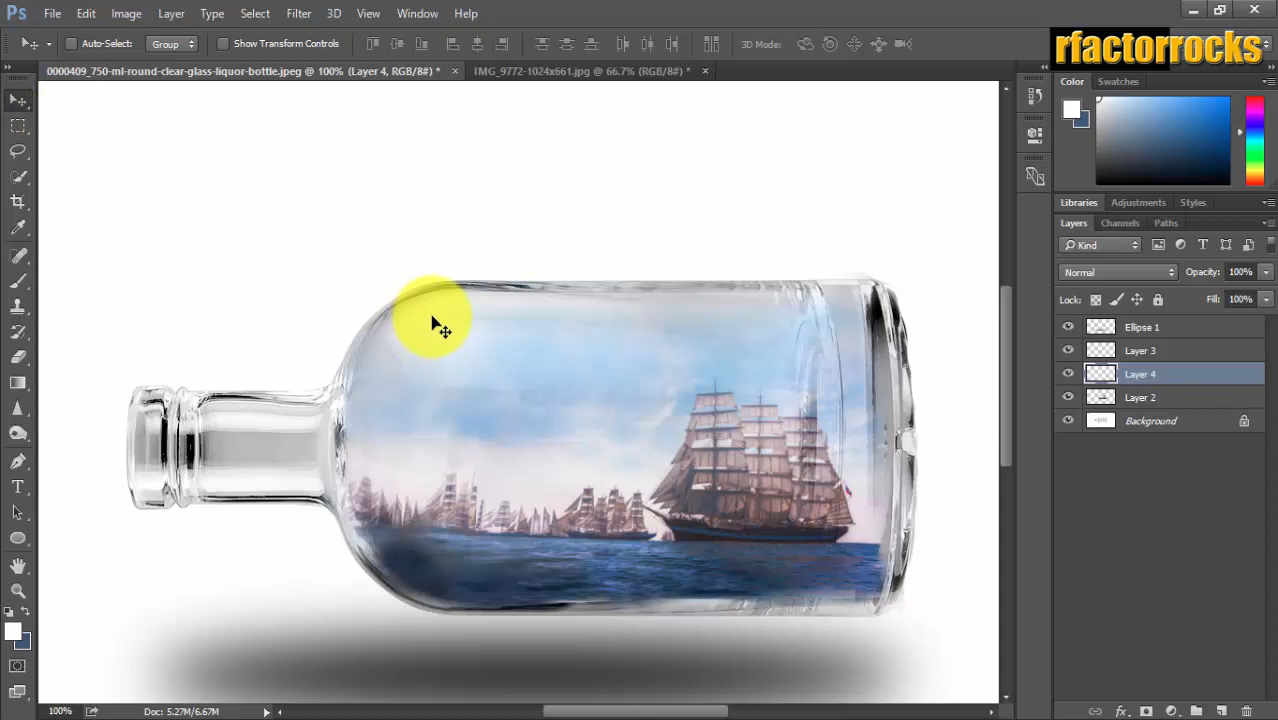 Ps File Edit Image Layer Type Select Filter 3D View Window Help
Auto-Select: Group Show Transform Controls 3D Mode: rfactorrocks
0000409_750-ml-round-clear-glass-liquor-bottle.jpeg @ 100% (Layer 4, RGB/8#) * × IMG_9772-1024x661.jpg @ 66.7% (RGB/8#) * ×
Color Swatches
Libraries Adjustments Styles
Layers Channels Paths
Kind
Normal Opacity: 100%
Lock: Fill: 100%
Ellipse 1
Layer 3
Layer 4
Layer 2
Background
100% Doc: 5.27M/6.67M